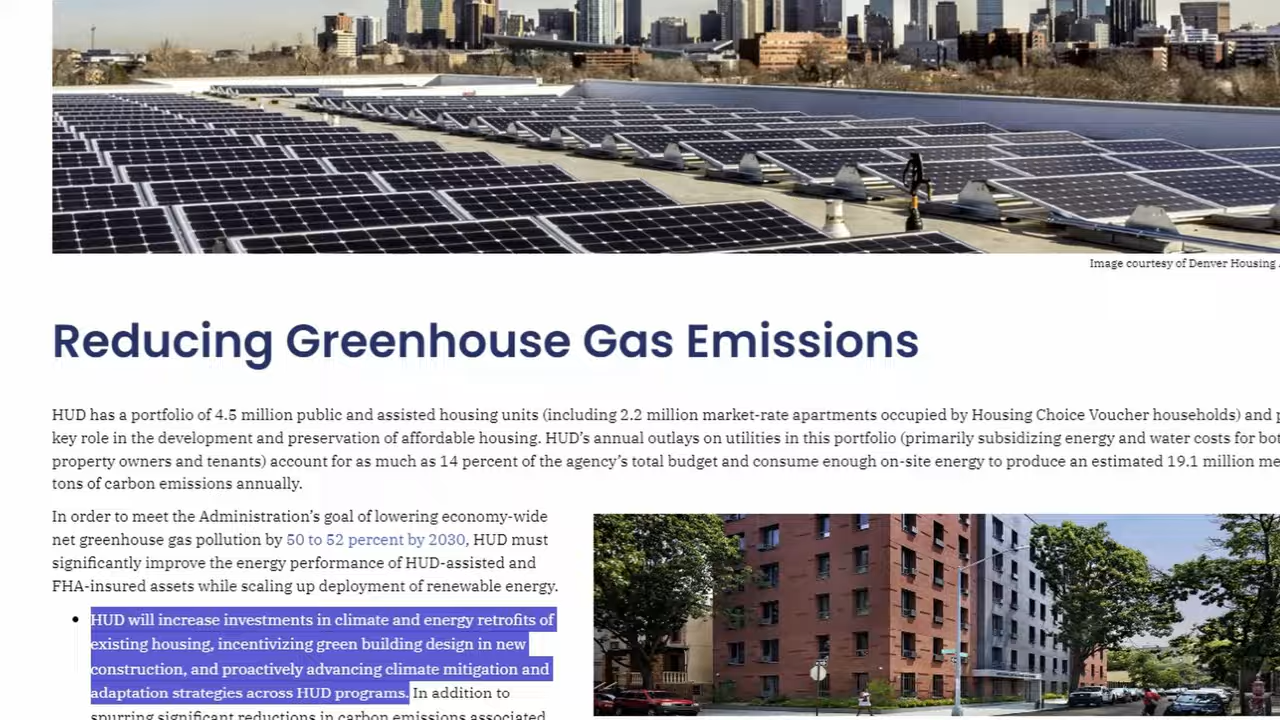 Image courtesy of Denver Housing
Reducing Greenhouse Gas Emissions
HUD has a portfolio of 4.5 million public and assisted housing units (including 2.2 million market-rate apartments occupied by Housing Choice Voucher households) and
key role in the development and preservation of affordable housing. HUD’s annual outlays on utilities in this portfolio (primarily subsidizing energy and water costs for
property owners and tenants) account for as much as 14 percent of the agency’s total budget and consume enough on-site energy to produce an estimated 19.1 million
tons of carbon emissions annually.
In order to meet the Administration’s goal of lowering economy-wide
net greenhouse gas pollution by 50 to 52 percent by 2030, HUD must
significantly improve the energy performance of HUD-assisted and
FHA-insured assets while scaling up deployment of renewable energy.
• HUD will increase investments in climate and energy retrofits of
existing housing, incentivizing green building design in new
construction, and proactively advancing climate mitigation and
adaptation strategies across HUD programs. In addition to
spurring significant reductions in carbon emissions associated